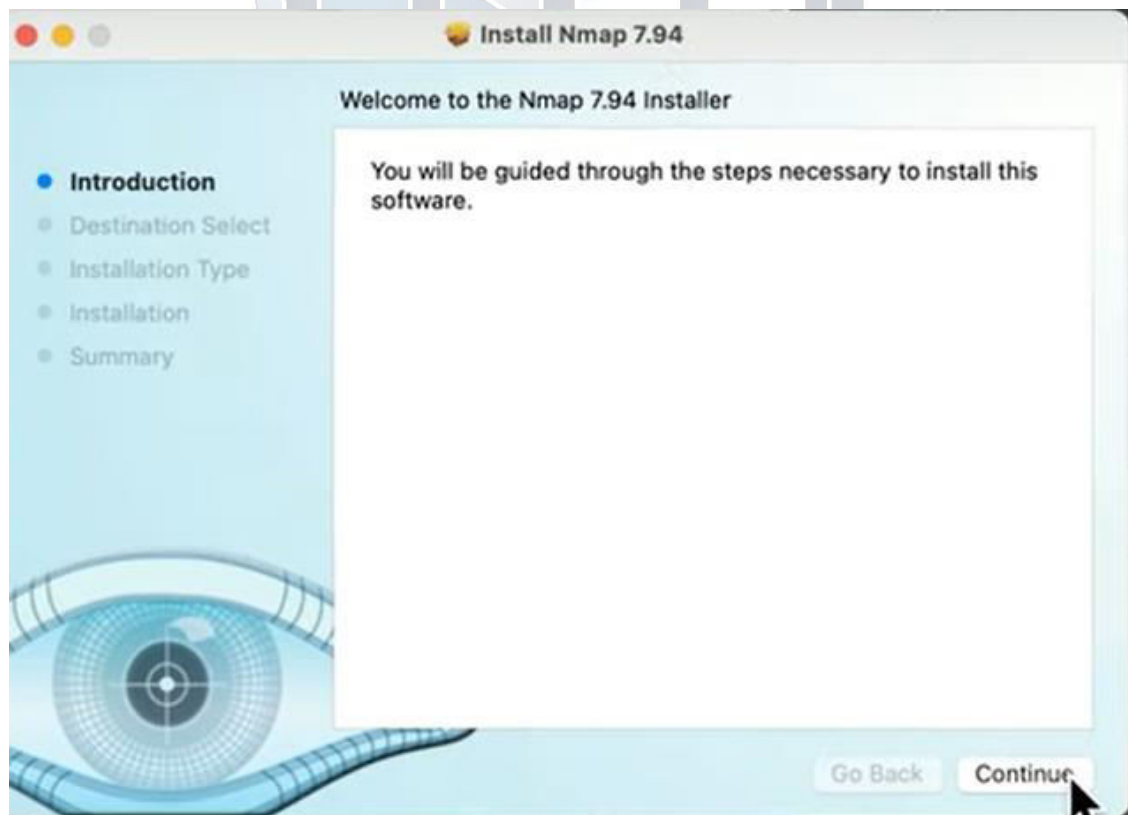 Install Nmap 7.94
Welcome to the Nmap 7.94 Installer
Introduction
Destination Select
Installation Type
Installation
Summary
You will be guided through the steps necessary to install this
software.
Go Back
Continue